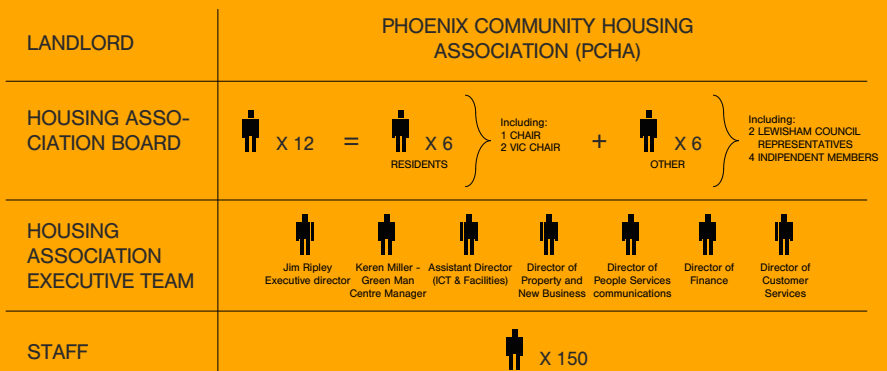 LANDLORD
PHOENIX COMMUNITY HOUSING
ASSOCIATION (PCHA)
HOUSING ASSO-
CIATION BOARD
X 12
=
X 6
RESIDENTS
Including:
1 CHAIR
2 VIC CHAIR
+
X 6
OTHER
Including:
2 LEWISHAM COUNCIL
REPRESENTATIVES
4 INDIPENDENT MEMBERS
HOUSING
ASSOCIATION
EXECUTIVE TEAM
Jim Ripley
Executive director
Keren Miller -
Green Man
Centre Manager
Assistant Director
(ICT & Facilities)
Director of
Property and
New Business
Director of
People Services
communications
Director of
Finance
Director of
Customer
Services
STAFF
X 150